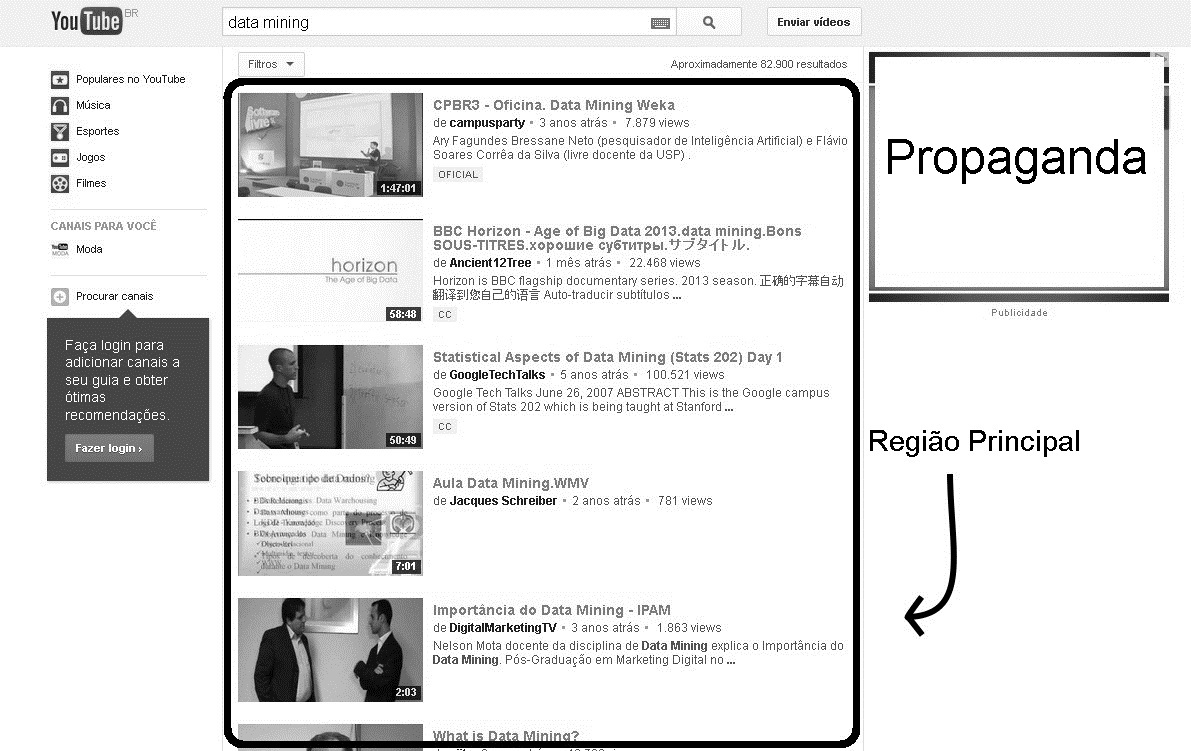 YouTube BR
data mining
Enviar vídeos
Populares no YouTube
Música
Esportes
Jogos
Filmes
CANAIS PARA VOCÊ
Moda
Procurar canais
Faça login para
adicionar canais a
seu guia e obter
ótimas
recomendações.
Fazer login ›
Filtros
Aproximadamente 82.900 resultados
1:47:01
CPBR3 - Oficina. Data Mining Weka
de campusparty • 3 anos atrás • 7.879 views
Ary Fagundes Bressane Neto (pesquisador de Inteligência Artificial) e Flávio
Soares Corrêa da Silva (livre docente da USP) .
OFICIAL
horizon
The Age of Big Data
58:48
BBC Horizon - Age of Big Data 2013.data mining.Bons
SOUS-TITRES.хорошие субтитры.サブタイトル.
de Ancient12Tree • 1 mês atrás • 22.468 views
Horizon is BBC flagship documentary series. 2013 season. 正确的字幕自动
翻译到您自己的语言 Auto-traducir subtítulos ...
CC
50:49
Statistical Aspects of Data Mining (Stats 202) Day 1
de GoogleTechTalks • 5 anos atrás • 100.521 views
Google Tech Talks June 26, 2007 ABSTRACT This is the Google campus
version of Stats 202 which is being taught at Stanford ...
CC
Sobre que tipo de dados?
7:01
Aula Data Mining.WMV
de Jacques Schreiber • 2 anos atrás • 781 views
2:03
Importância do Data Mining - IPAM
de DigitalMarketingTV • 3 anos atrás • 1.863 views
Nelson Mota docente da disciplina de Data Mining explica o Importância do
Data Mining. Pós-Graduação em Marketing Digital no ...
What is Data Mining?
Propaganda
Publicidade
Região Principal